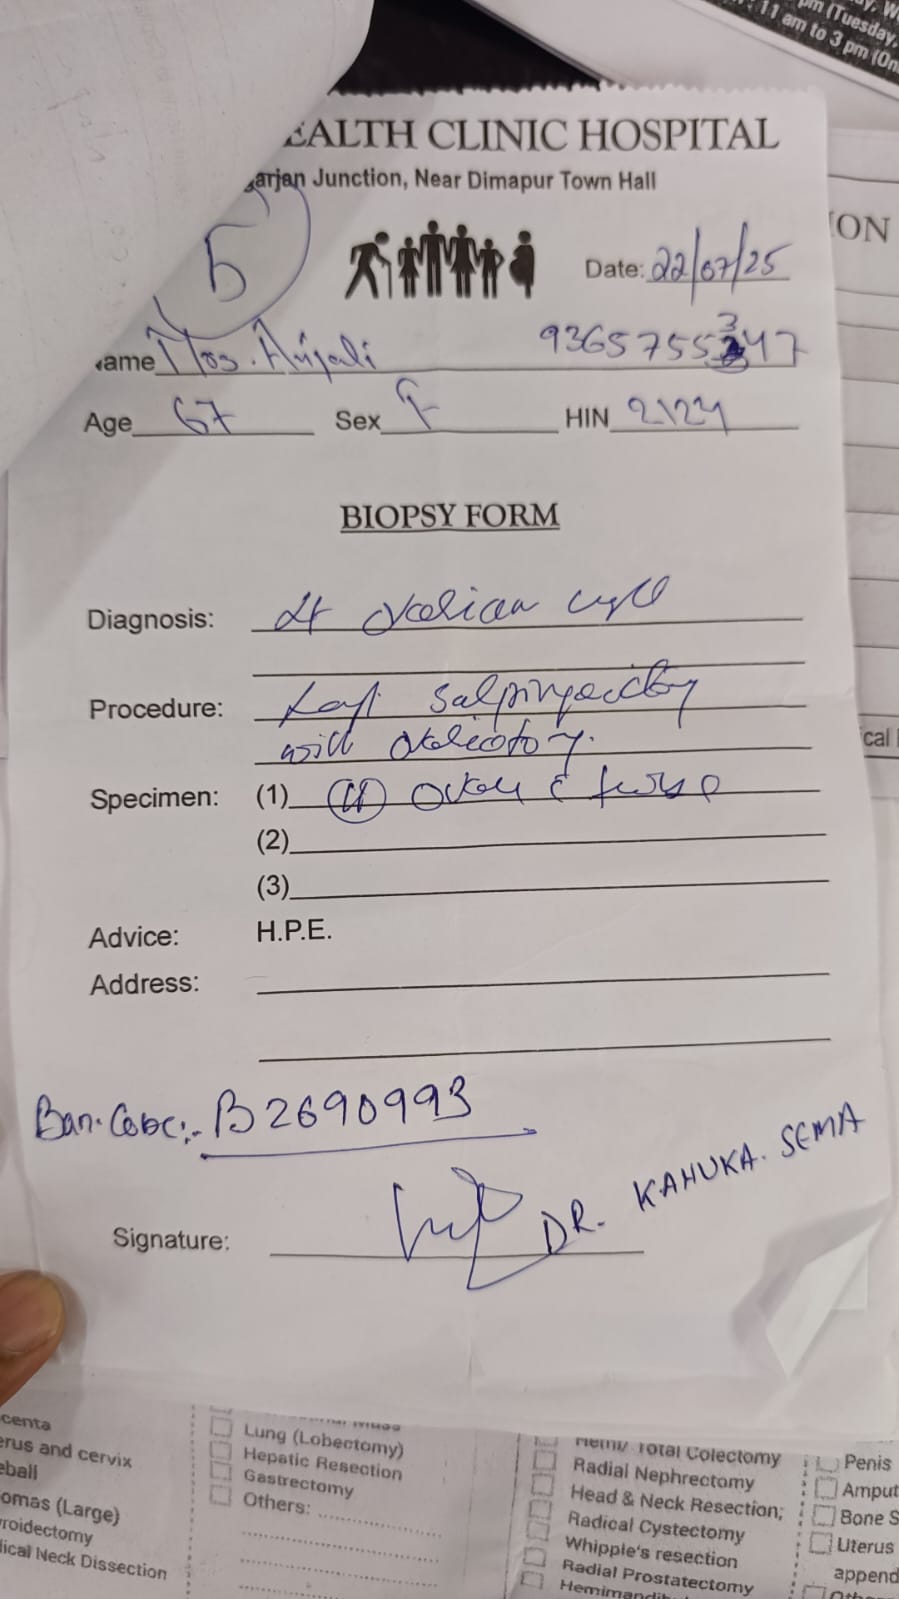 EALTH CLINIC HOSPITAL
arjan Junction, Near Dimapur Town Hall
pm (Tuesday,
11 am to 3 pm (On
ION
5
Date: 22/07/25
ame Mrs. Anjali 9365755347
Age 67 Sex F HIN 2124
BIOPSY FORM
Diagnosis: Lt ovarian cyst
Procedure: Lap salpingectomy
Specimen: (1) (Lt) Ovary c tube
(2)
(3)
Advice: H.P.E.
Address:
Ban. Code:- B2690993
DR. KAHUKA. SEMA
Signature:
cal
centa
erus and cervix
eball
omas (Large)
roidectomy
ical Neck Dissection
Lung (Lobectomy)
Hepatic Resection
Gastrectomy
Others:
Hemi/ Total Colectomy
Radial Nephrectomy
Head & Neck Resection;
Radical Cystectomy
Whipple's resection
Radial Prostatectomy
Penis
Amput
Bone S
Uterus
append